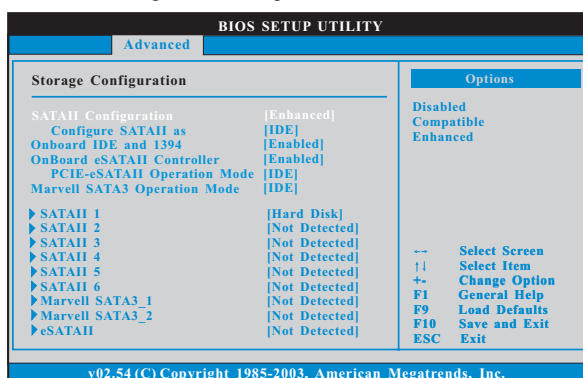 BIOS SETUP UTILITY
Advanced
Storage Configuration
SATAII Configuration [Enhanced]
Configure SATAII as [IDE]
Onboard IDE and 1394 [Enabled]
OnBoard eSATAII Controller [Enabled]
PCIE-eSATAII Operation Mode [IDE]
Marvell SATA3 Operation Mode [IDE]
SATAII 1 [Hard Disk]
SATAII 2 [Not Detected]
SATAII 3 [Not Detected]
SATAII 4 [Not Detected]
SATAII 5 [Not Detected]
SATAII 6 [Not Detected]
Marvell SATA3_1 [Not Detected]
Marvell SATA3_2 [Not Detected]
eSATAII [Not Detected]
Options
Disabled
Compatible
Enhanced
←→ Select Screen
↑↓ Select Item
+- Change Option
F1 General Help
F9 Load Defaults
F10 Save and Exit
ESC Exit
v02.54 (C) Copyright 1985-2003, American Megatrends, Inc.